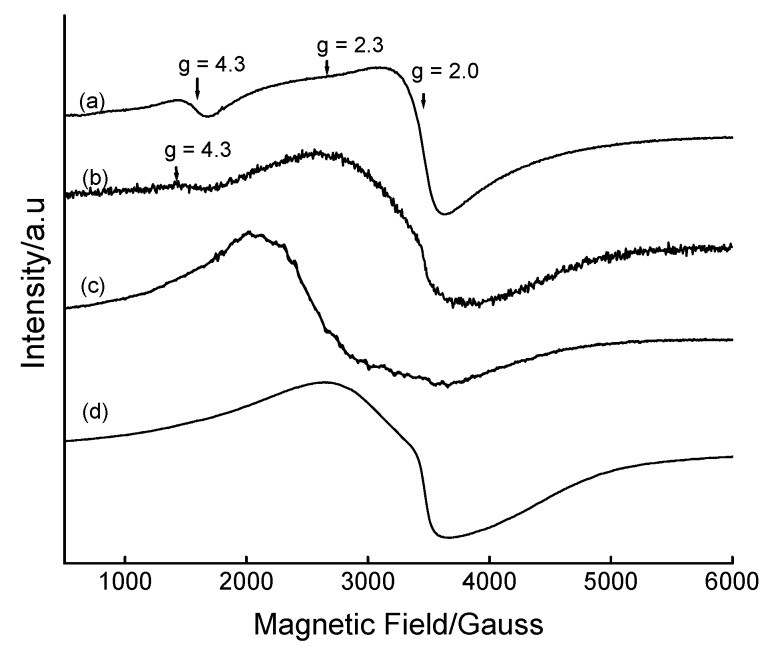 g = 2.3
g = 4.3
g = 2.0
(a)
g = 4.3
(b)
(c)
(d)
Intensity/a.u
1000 2000 3000 4000 5000 6000
Magnetic Field/Gauss